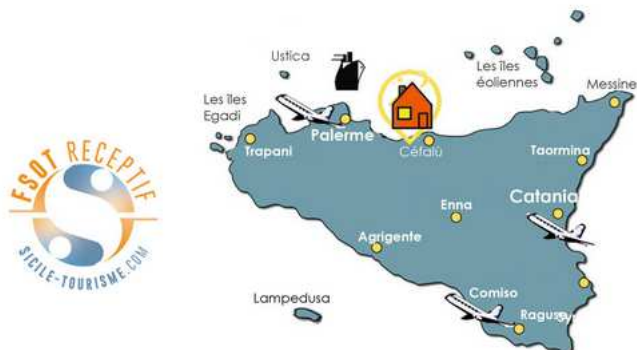 Ustica
Les îles
éoliennes
Messine
Les îles
Egadi
Palerme
Trapani
Céfalù
Taormina
FSOT RECEPTIF
SICILE-TOURISME.COM
Enna
Catania
Agrigente
Lampedusa
Comiso
Raguse